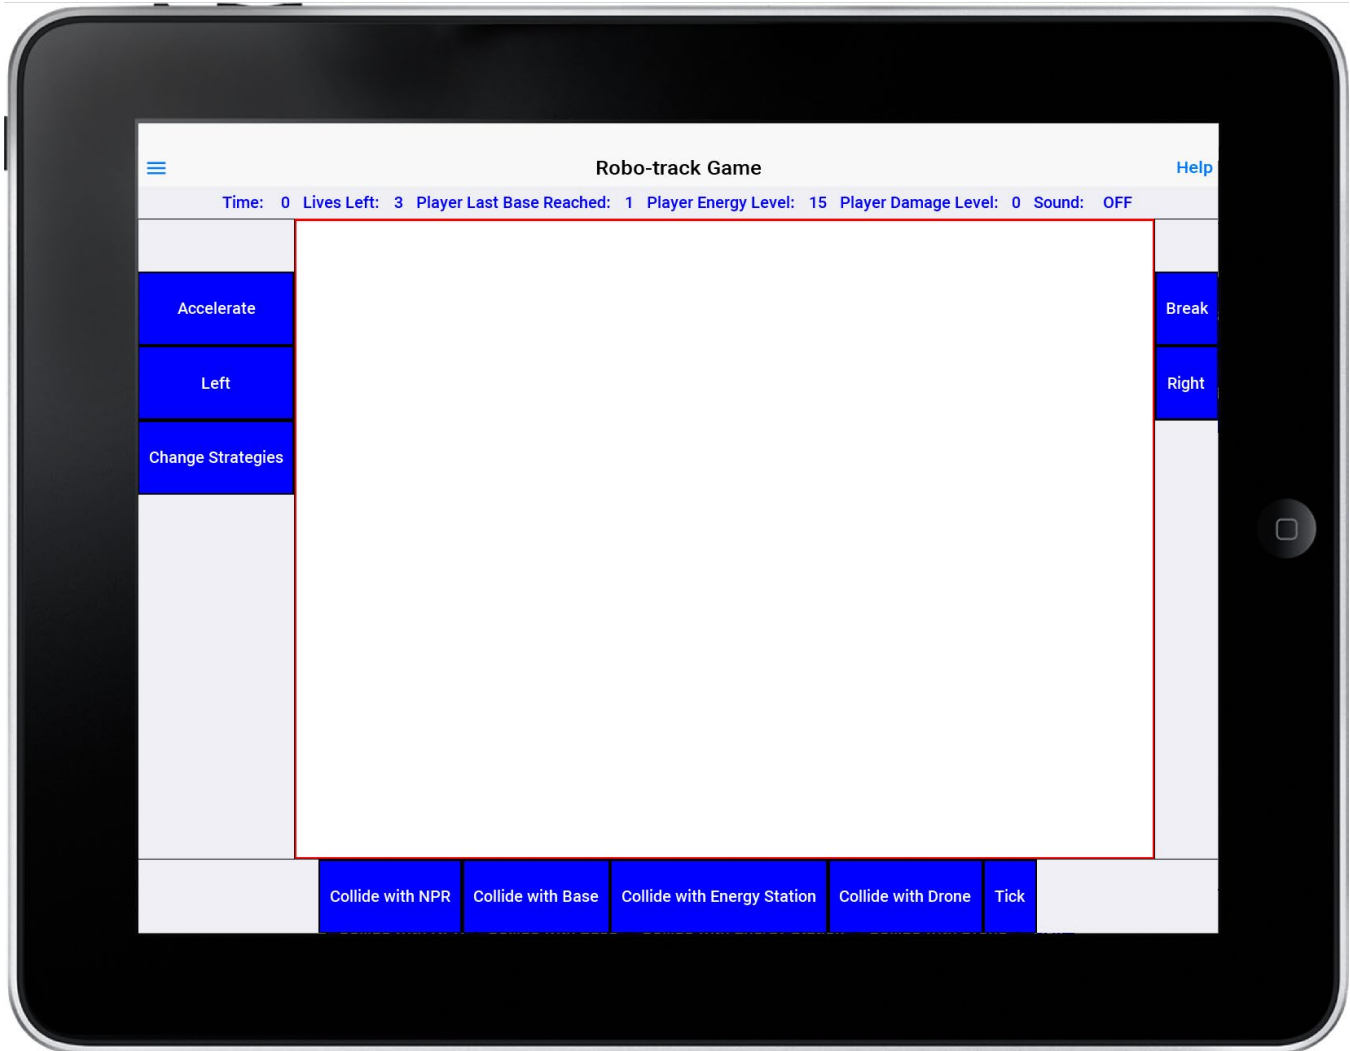 Robo-track Game Help
Time: 0 Lives Left: 3 Player Last Base Reached: 1 Player Energy Level: 15 Player Damage Level: 0 Sound: OFF
Accelerate
Left
Change Strategies
Break
Right
Collide with NPR Collide with Base Collide with Energy Station Collide with Drone Tick